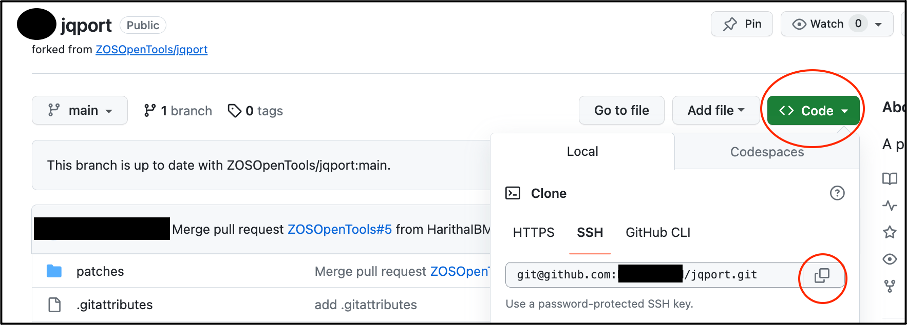 jqport Public
Pin
Watch 0
forked from ZOSOpenTools/jqport
main
1 branch
0 tags
Go to file
Add file
<> Code
This branch is up to date with ZOSOpenTools/jqport:main.
Local
Codespaces
Clone
HTTPS
SSH
GitHub CLI
Merge pull request ZOSOpenTools#5 from HarithaIBM
git@github.com: /jqport.git
Use a password-protected SSH key.
patches
Merge pull request
.gitattributes
add .gitattributes
A p